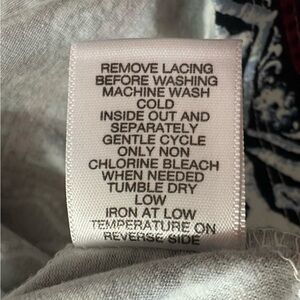 REMOVE LACING
BEFORE WASHING
MACHINE WASH
COLD
INSIDE OUT AND
SEPARATELY
GENTLE CYCLE
ONLY NON
CHLORINE BLEACH
WHEN NEEDED
TUMBLE DRY
LOW
IRON AT LOW
TEMPERATURE ON
REVERSE SIDE